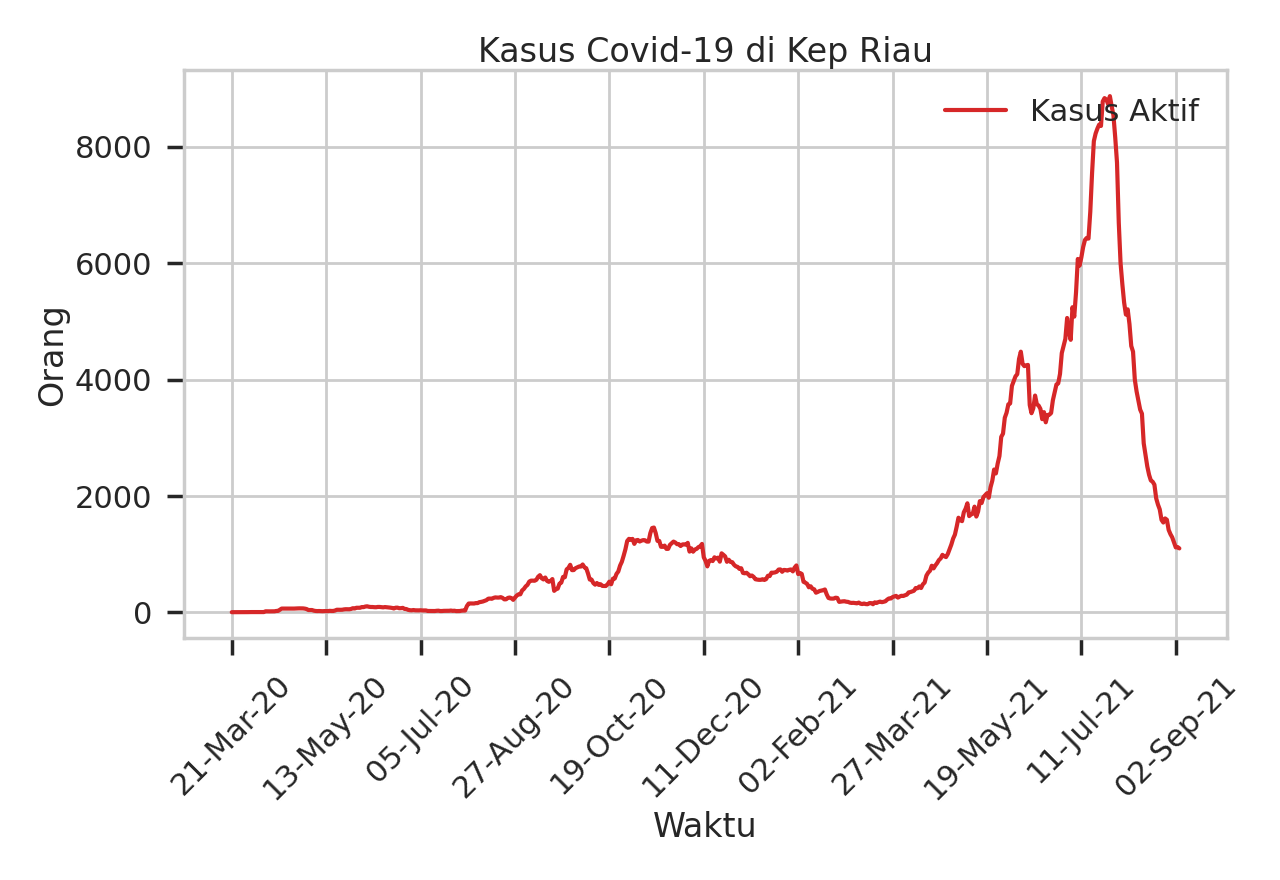 Kasus Covid-19 di Kep Riau
Kasus Aktif
8000
6000
4000
2000
0
Orang
21-Mar-20
13-May-20
05-Jul-20
27-Aug-20
19-Oct-20
11-Dec-20
02-Feb-21
27-Mar-21
19-May-21
11-Jul-21
02-Sep-21
Waktu